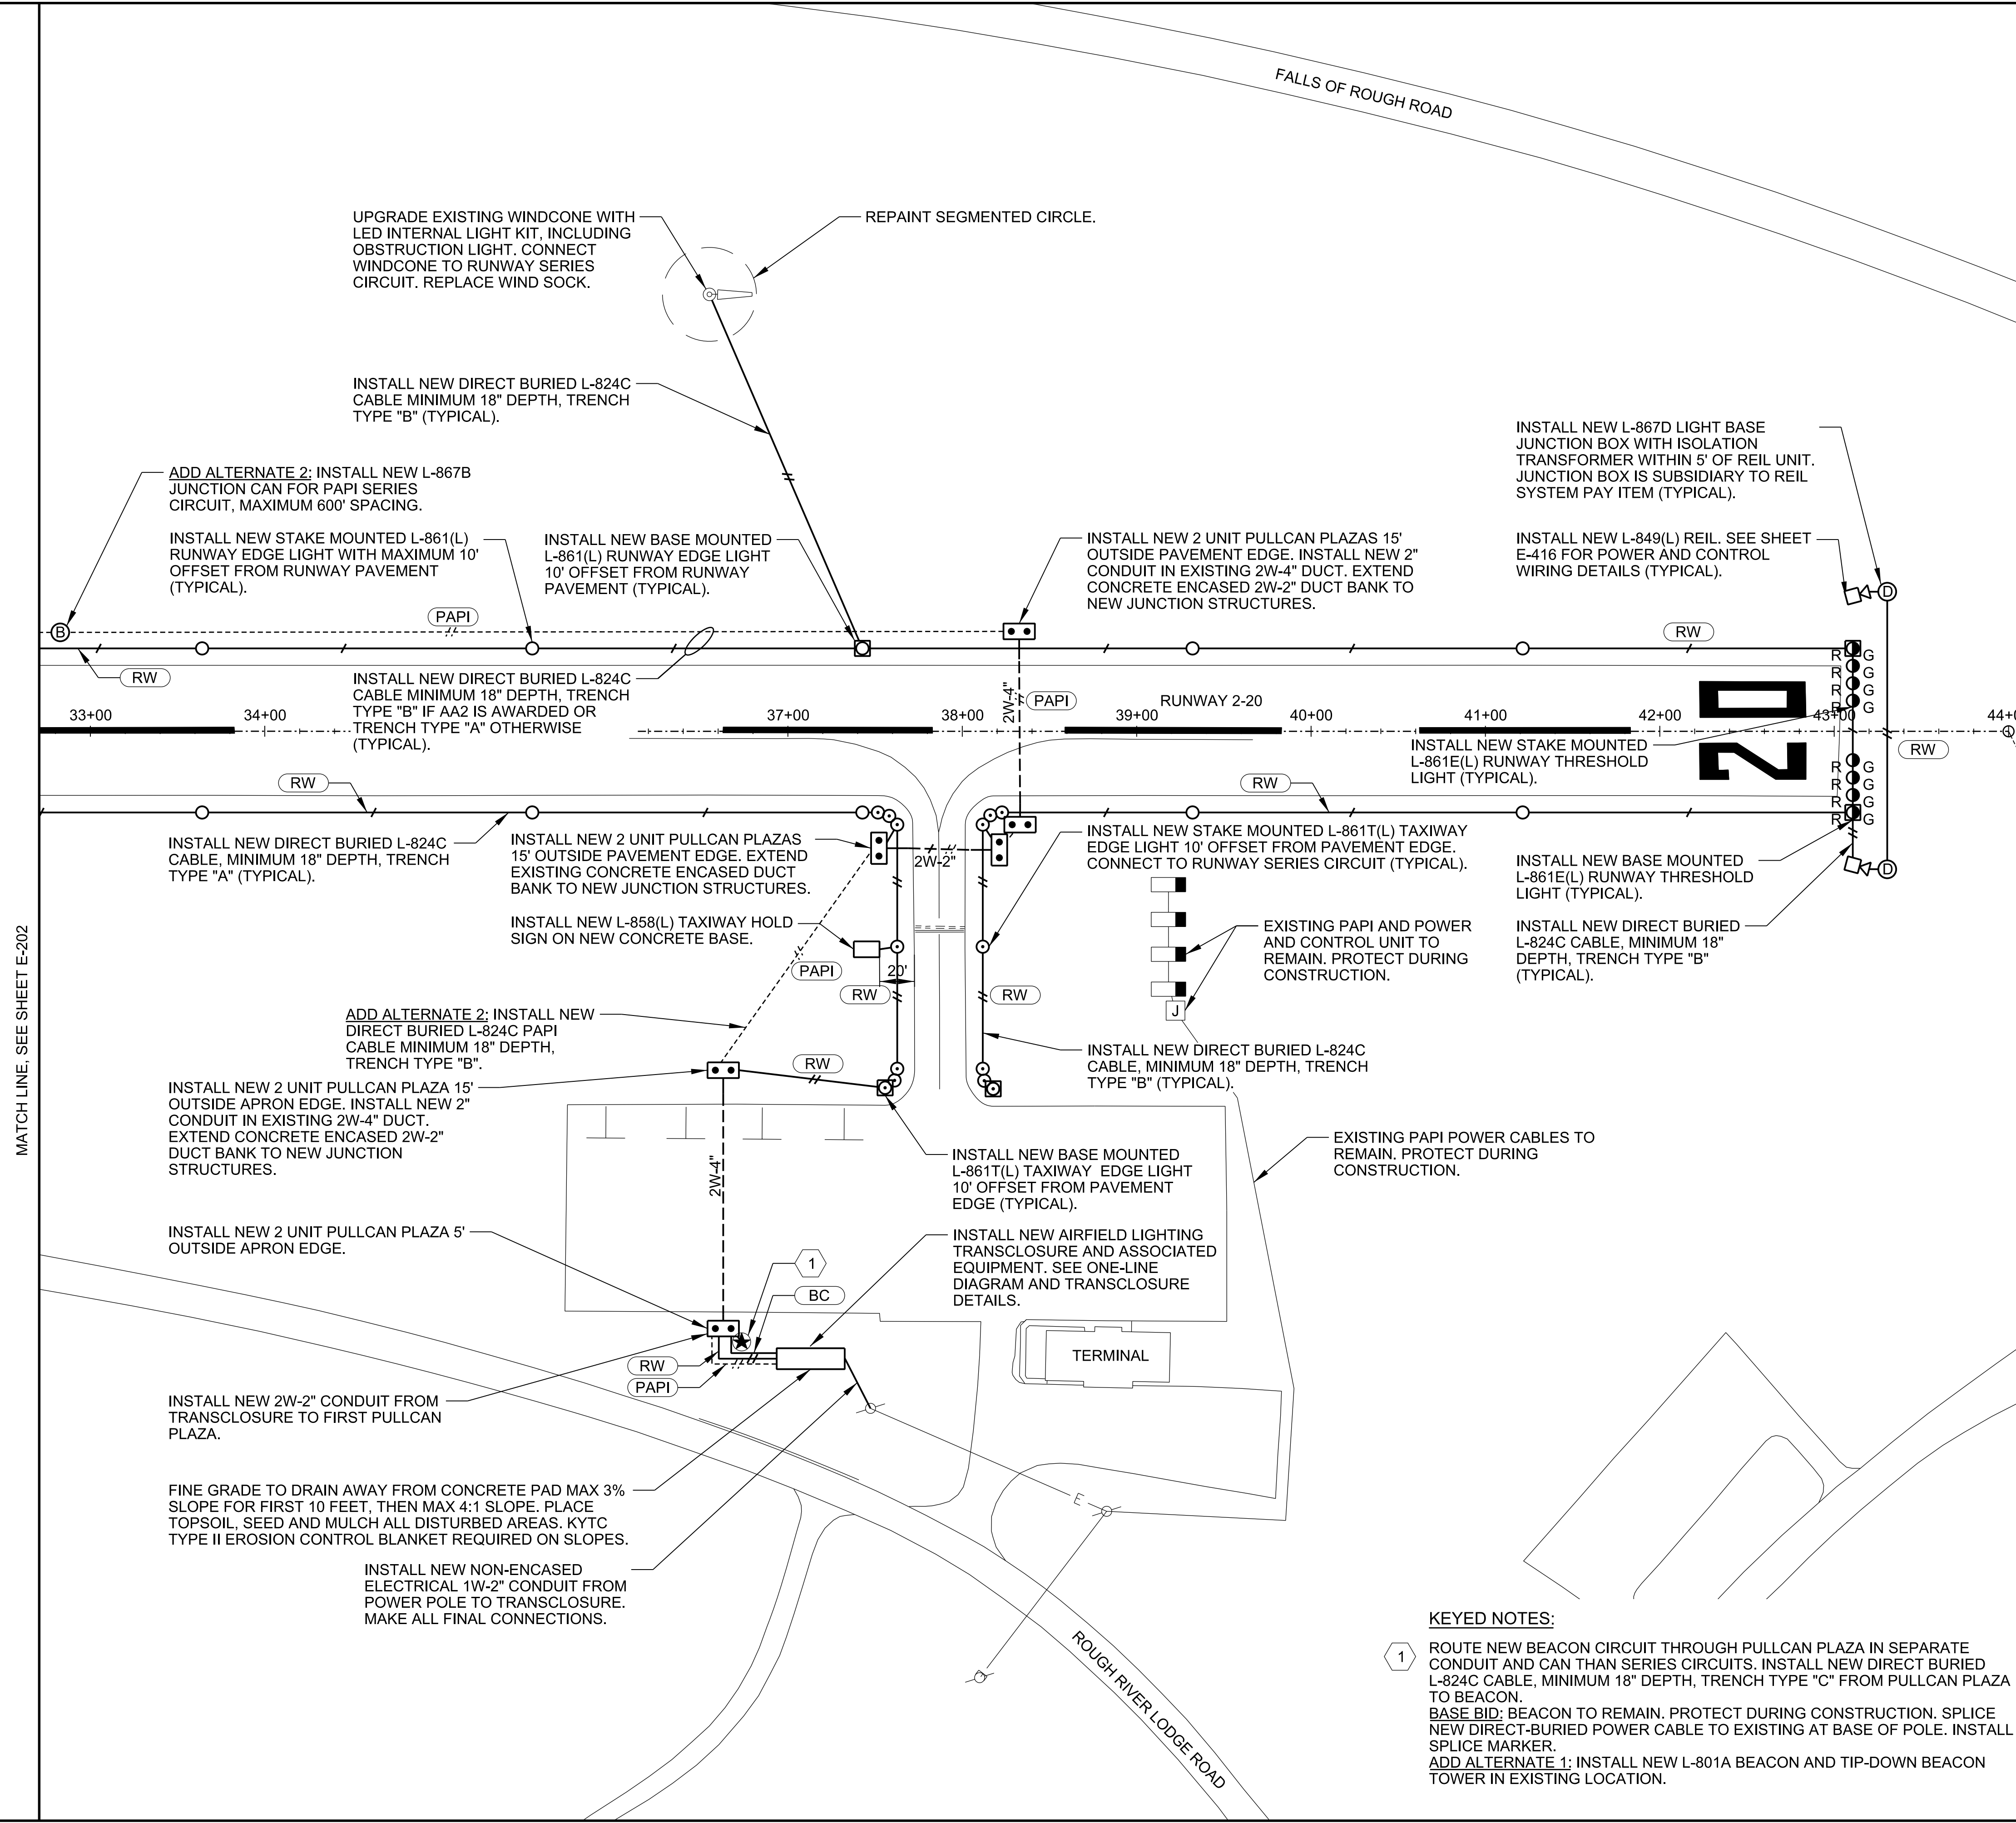 FALLS OF ROUGH ROAD
UPGRADE EXISTING WINDCONE WITH
LED INTERNAL LIGHT KIT, INCLUDING
OBSTRUCTION LIGHT. CONNECT
WINDCONE TO RUNWAY SERIES
CIRCUIT. REPLACE WIND SOCK.
REPAINT SEGMENTED CIRCLE.
INSTALL NEW DIRECT BURIED L-824C
CABLE MINIMUM 18" DEPTH, TRENCH
TYPE "B" (TYPICAL).
ADD ALTERNATE 2: INSTALL NEW L-867B
JUNCTION CAN FOR PAPI SERIES
CIRCUIT, MAXIMUM 600' SPACING.
INSTALL NEW STAKE MOUNTED L-861(L)
RUNWAY EDGE LIGHT WITH MAXIMUM 10'
OFFSET FROM RUNWAY PAVEMENT
(TYPICAL).
INSTALL NEW BASE MOUNTED
L-861(L) RUNWAY EDGE LIGHT
10' OFFSET FROM RUNWAY
PAVEMENT (TYPICAL).
INSTALL NEW 2 UNIT PULLCAN PLAZAS 15'
OUTSIDE PAVEMENT EDGE. INSTALL NEW 2"
CONDUIT IN EXISTING 2W-4" DUCT. EXTEND
CONCRETE ENCASED 2W-2" DUCT BANK TO
NEW JUNCTION STRUCTURES.
INSTALL NEW L-867D LIGHT BASE
JUNCTION BOX WITH ISOLATION
TRANSFORMER WITHIN 5' OF REIL UNIT.
JUNCTION BOX IS SUBSIDIARY TO REIL
SYSTEM PAY ITEM (TYPICAL).
INSTALL NEW L-849(L) REIL. SEE SHEET
E-416 FOR POWER AND CONTROL
WIRING DETAILS (TYPICAL).
D
B
PAPI
RW
RW
INSTALL NEW DIRECT BURIED L-824C
CABLE MINIMUM 18" DEPTH, TRENCH
TYPE "B" IF AA2 IS AWARDED OR
TRENCH TYPE "A" OTHERWISE
(TYPICAL).
2W-4"
PAPI
RUNWAY 2-20
R G
R G
R G
R G
33+00
34+00
37+00
38+00
39+00
40+00
41+00
42+00
43+00
20
RW
INSTALL NEW STAKE MOUNTED
L-861E(L) RUNWAY THRESHOLD
LIGHT (TYPICAL).
R G
R G
R G
R G
RW
RW
INSTALL NEW DIRECT BURIED L-824C
CABLE, MINIMUM 18" DEPTH, TRENCH
TYPE "A" (TYPICAL).
INSTALL NEW 2 UNIT PULLCAN PLAZAS
15' OUTSIDE PAVEMENT EDGE. EXTEND
EXISTING CONCRETE ENCASED DUCT
BANK TO NEW JUNCTION STRUCTURES.
2W-2"
INSTALL NEW STAKE MOUNTED L-861T(L) TAXIWAY
EDGE LIGHT 10' OFFSET FROM PAVEMENT EDGE.
CONNECT TO RUNWAY SERIES CIRCUIT (TYPICAL).
INSTALL NEW BASE MOUNTED
L-861E(L) RUNWAY THRESHOLD
LIGHT (TYPICAL).
D
INSTALL NEW L-858(L) TAXIWAY HOLD
SIGN ON NEW CONCRETE BASE.
EXISTING PAPI AND POWER
AND CONTROL UNIT TO
REMAIN. PROTECT DURING
CONSTRUCTION.
INSTALL NEW DIRECT BURIED
L-824C CABLE, MINIMUM 18"
DEPTH, TRENCH TYPE "B"
(TYPICAL).
MATCH LINE, SEE SHEET E-202
PAPI
20'
RW
RW
J
ADD ALTERNATE 2: INSTALL NEW
DIRECT BURIED L-824C PAPI
CABLE MINIMUM 18" DEPTH,
TRENCH TYPE "B".
RW
INSTALL NEW DIRECT BURIED L-824C
CABLE, MINIMUM 18" DEPTH, TRENCH
TYPE "B" (TYPICAL).
INSTALL NEW 2 UNIT PULLCAN PLAZA 15'
OUTSIDE APRON EDGE. INSTALL NEW 2"
CONDUIT IN EXISTING 2W-4" DUCT.
EXTEND CONCRETE ENCASED 2W-2"
DUCT BANK TO NEW JUNCTION
STRUCTURES.
2W-4"
INSTALL NEW BASE MOUNTED
L-861T(L) TAXIWAY EDGE LIGHT
10' OFFSET FROM PAVEMENT
EDGE (TYPICAL).
EXISTING PAPI POWER CABLES TO
REMAIN. PROTECT DURING
CONSTRUCTION.
INSTALL NEW 2 UNIT PULLCAN PLAZA 5'
OUTSIDE APRON EDGE.
INSTALL NEW AIRFIELD LIGHTING
TRANSCLOSURE AND ASSOCIATED
EQUIPMENT. SEE ONE-LINE
DIAGRAM AND TRANSCLOSURE
DETAILS.
1
BC
RW
PAPI
TERMINAL
INSTALL NEW 2W-2" CONDUIT FROM
TRANSCLOSURE TO FIRST PULLCAN
PLAZA.
FINE GRADE TO DRAIN AWAY FROM CONCRETE PAD MAX 3%
SLOPE FOR FIRST 10 FEET, THEN MAX 4:1 SLOPE. PLACE
TOPSOIL, SEED AND MULCH ALL DISTURBED AREAS. KYTC
TYPE II EROSION CONTROL BLANKET REQUIRED ON SLOPES.
E
INSTALL NEW NON-ENCASED
ELECTRICAL 1W-2" CONDUIT FROM
POWER POLE TO TRANSCLOSURE.
MAKE ALL FINAL CONNECTIONS.
ROUGH RIVER LODGE ROAD
KEYED NOTES:
1
ROUTE NEW BEACON CIRCUIT THROUGH PULLCAN PLAZA IN SEPARATE
CONDUIT AND CAN THAN SERIES CIRCUITS. INSTALL NEW DIRECT BURIED
L-824C CABLE, MINIMUM 18" DEPTH, TRENCH TYPE "C" FROM PULLCAN PLAZA
TO BEACON.
BASE BID: BEACON TO REMAIN. PROTECT DURING CONSTRUCTION. SPLICE
NEW DIRECT-BURIED POWER CABLE TO EXISTING AT BASE OF POLE. INSTALL
SPLICE MARKER.
ADD ALTERNATE 1: INSTALL NEW L-801A BEACON AND TIP-DOWN BEACON
TOWER IN EXISTING LOCATION.